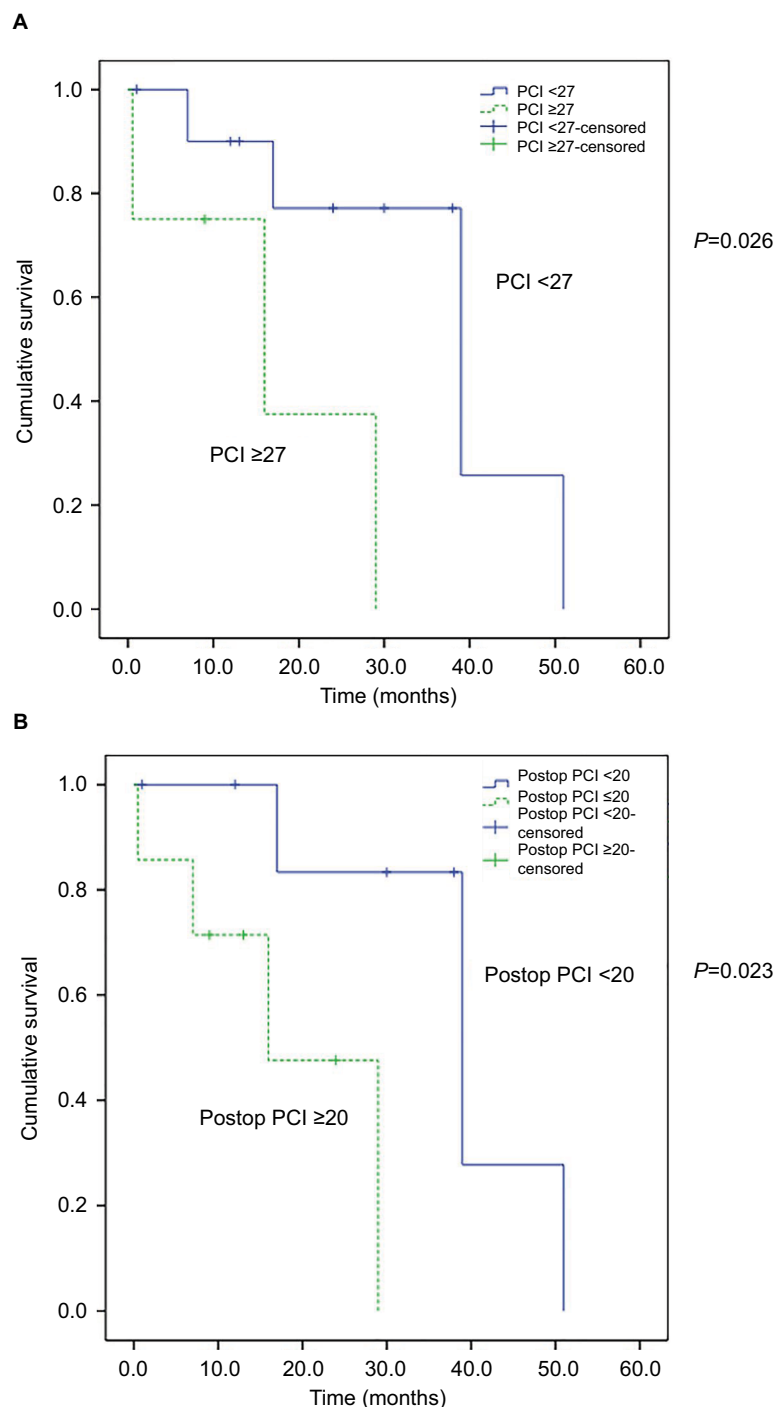 A
1.0
0.8
0.6
0.4
0.2
0.0
Cumulative survival
PCI <27
PCI ≥27
PCI <27-censored
PCI ≥27-censored
P=0.026
PCI <27
PCI ≥27
0.0 10.0 20.0 30.0 40.0 50.0 60.0
Time (months)
B
1.0
0.8
0.6
0.4
0.2
0.0
Cumulative survival
Postop PCI <20
Postop PCI ≤20
Postop PCI <20-
censored
Postop PCI ≥20-
censored
Postop PCI <20
P=0.023
Postop PCI ≥20
0.0 10.0 20.0 30.0 40.0 50.0 60.0
Time (months)